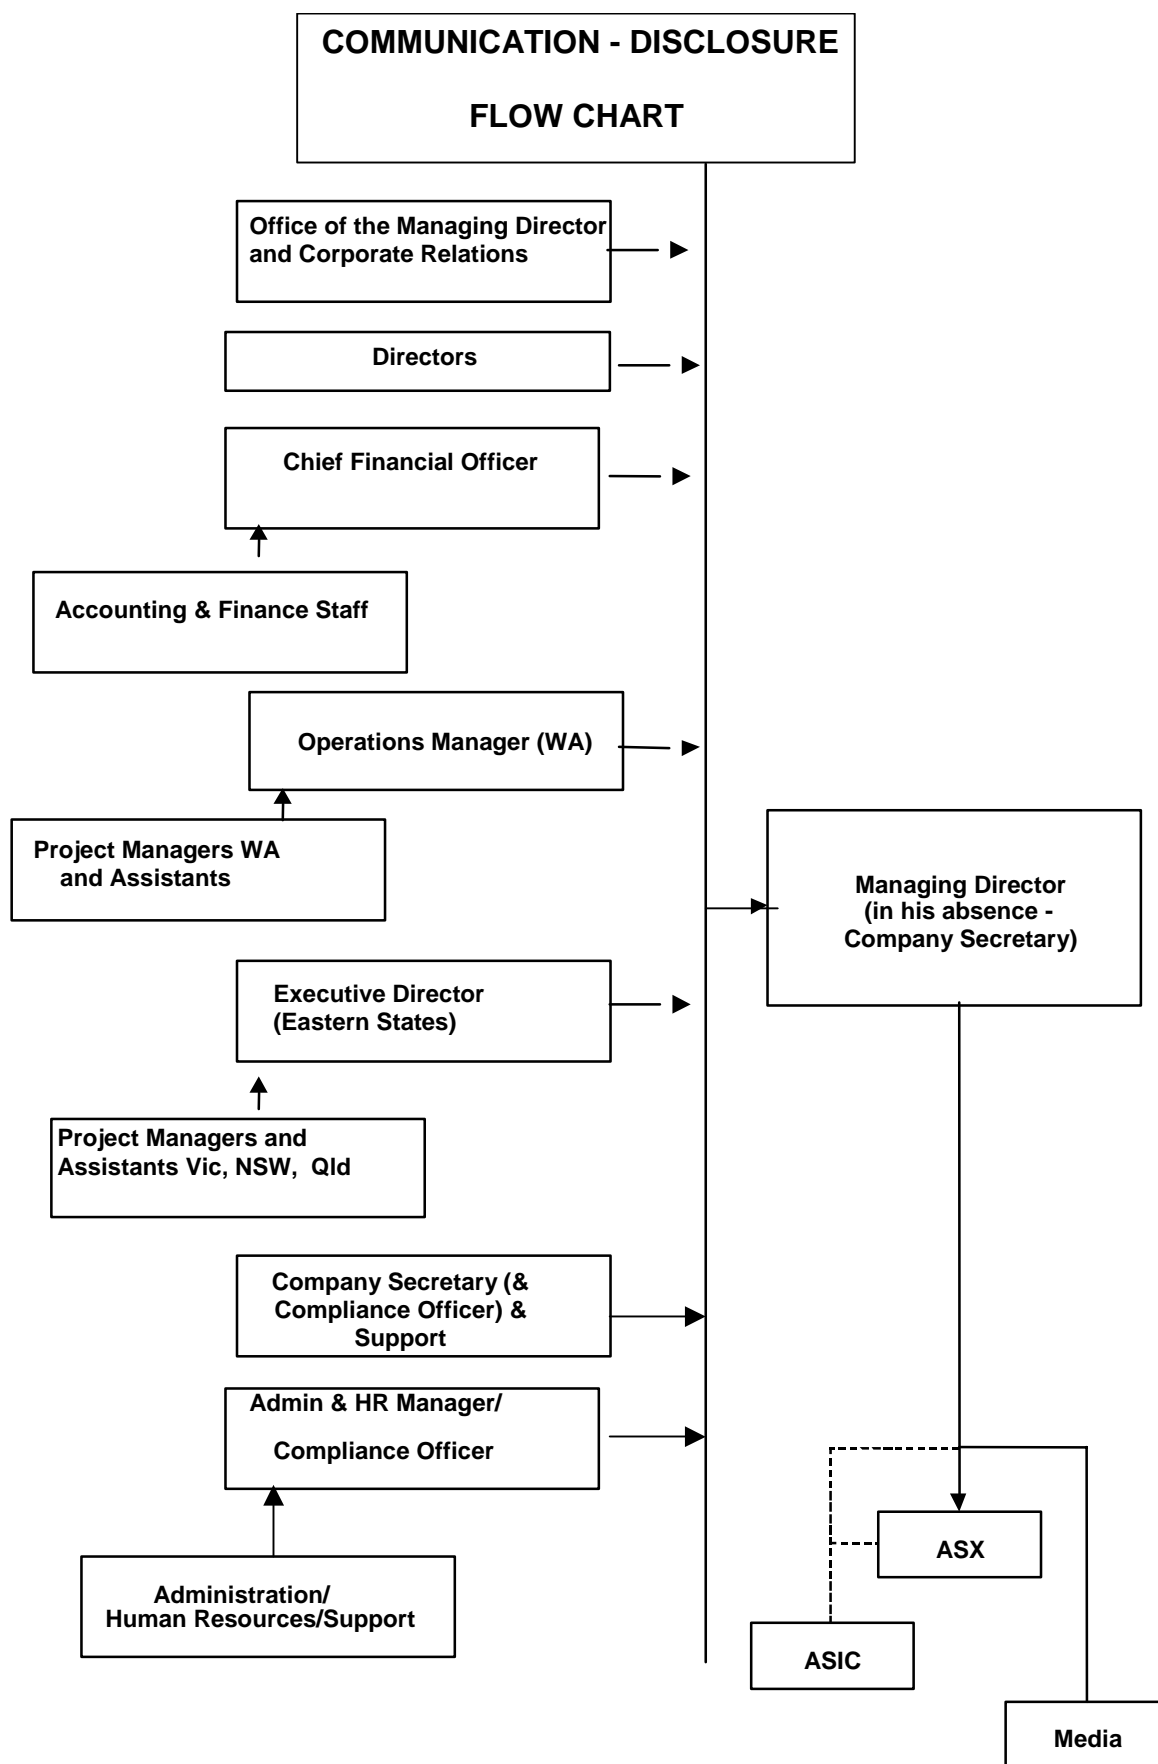 COMMUNICATION - DISCLOSURE
FLOW CHART
Office of the Managing Director
and Corporate Relations
Directors
Chief Financial Officer
Accounting & Finance Staff
Operations Manager (WA)
Project Managers WA
and Assistants
Managing Director
(in his absence -
Company Secretary)
Executive Director
(Eastern States)
Project Managers and
Assistants Vic, NSW, Qld
Company Secretary (&
Compliance Officer) &
Support
Admin & HR Manager/
Compliance Officer
ASX
Administration/
Human Resources/Support
ASIC
Media